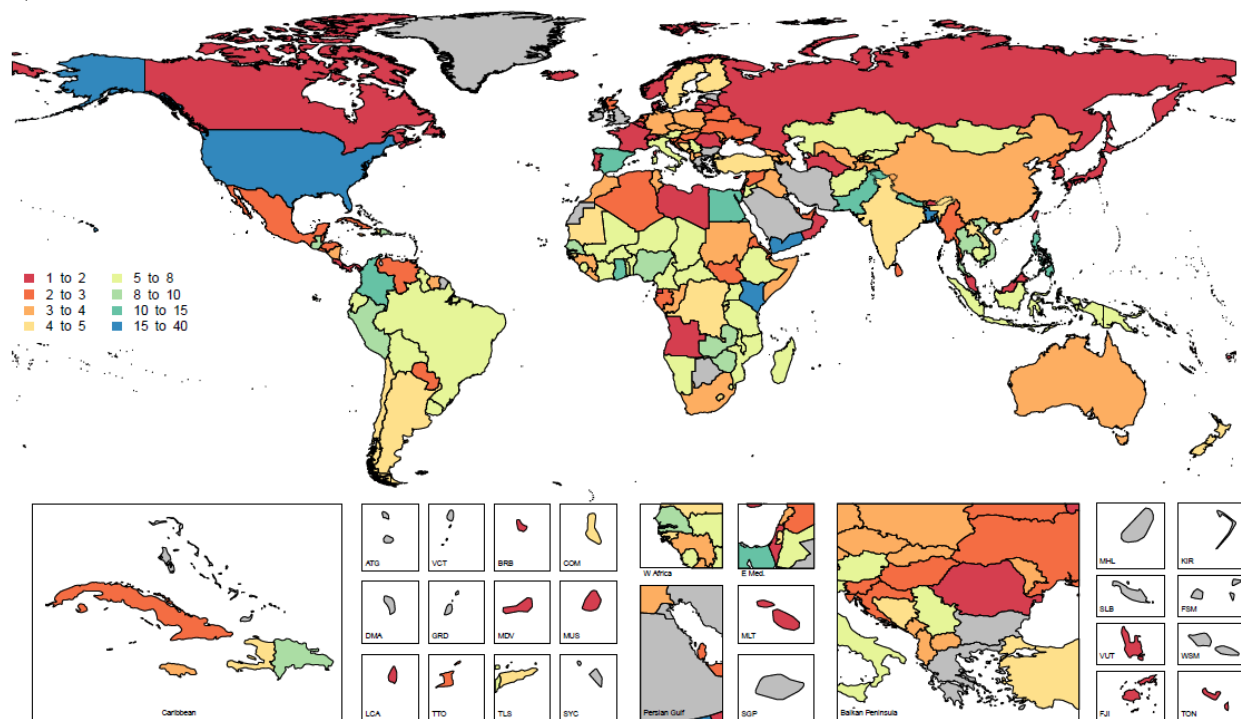 1 to 2
2 to 3
3 to 4
4 to 5
5 to 8
8 to 10
10 to 15
15 to 40
Caribbean
ATG
VCT
BRB
COM
DMA
GRD
MDV
MUS
LCA
TTO
TLS
SYC
W Africa
E Med.
Persian Gulf
MLT
SGP
Balkan Peninsula
MHL
KIR
SLB
FSM
VUT
WSM
FJI
TON